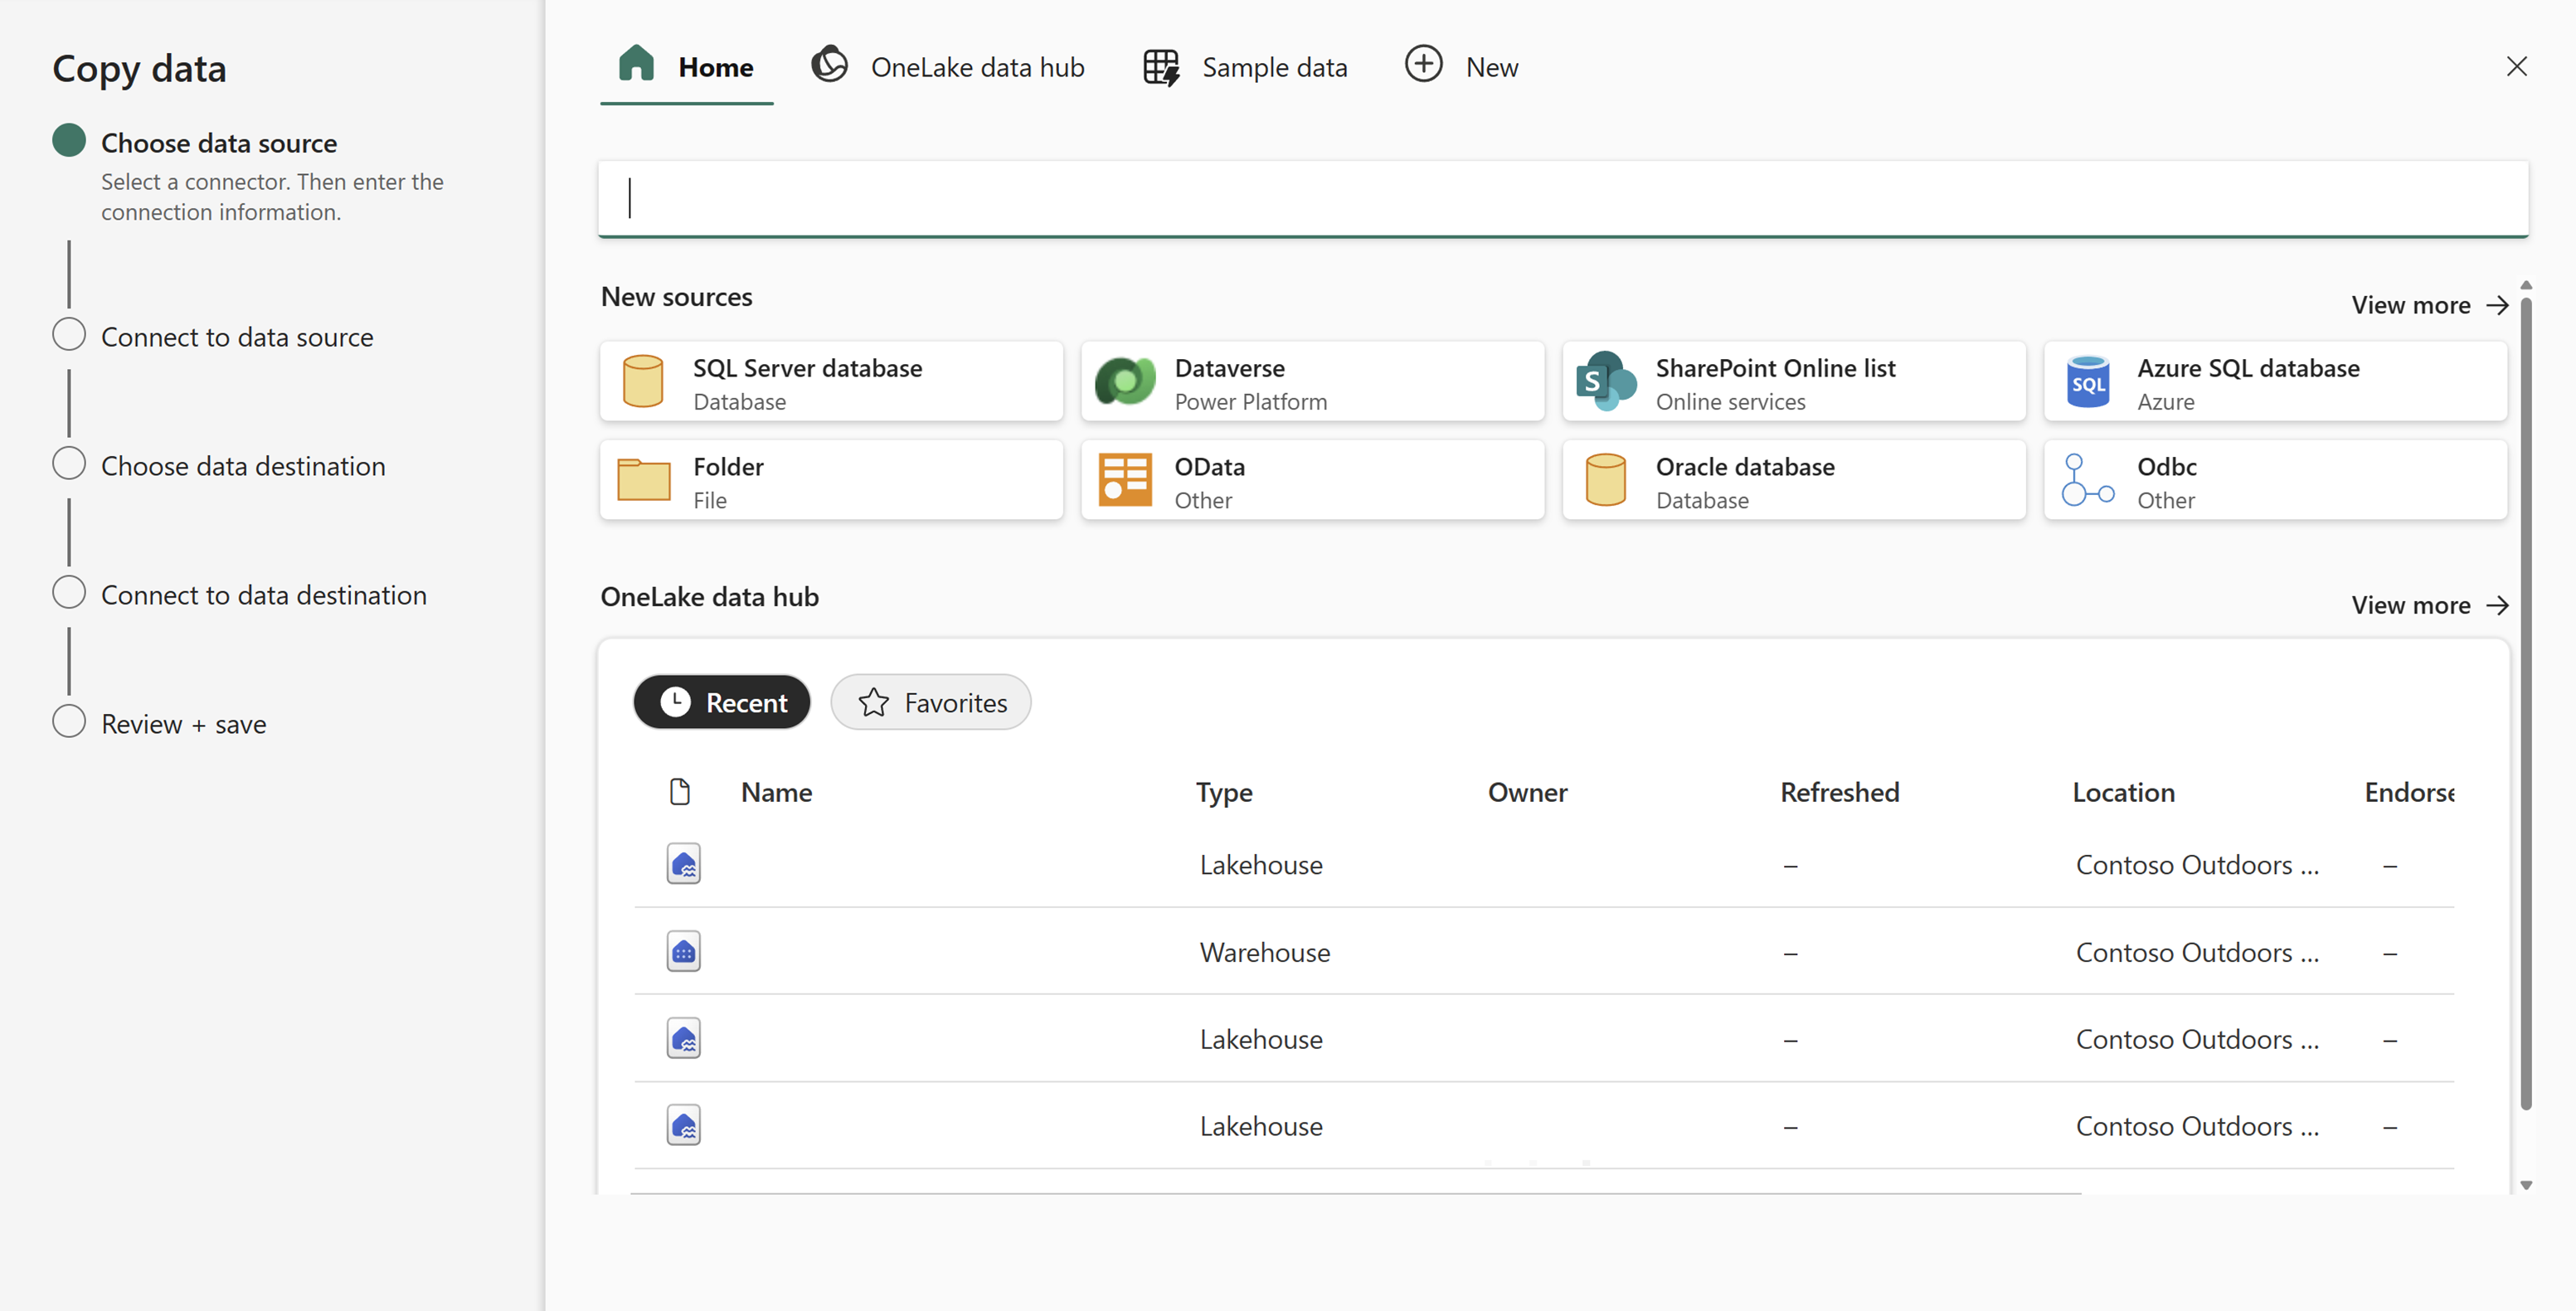 Copy data
Choose data source
Select a connector. Then enter the
connection information.
Connect to data source
Choose data destination
Connect to data destination
Review + save
Home
OneLake data hub
Sample data
New
New sources
View more
SQL Server database
Database
Dataverse
Power Platform
SharePoint Online list
Online services
Azure SQL database
Azure
Folder
File
OData
Other
Oracle database
Database
Odbc
Other
S
SQL
OneLake data hub
View more
Recent
Favorites
Name Type Owner Refreshed Location Endorse
Lakehouse – Contoso Outdoors ... –
Warehouse – Contoso Outdoors ... –
Lakehouse – Contoso Outdoors ... –
Lakehouse – Contoso Outdoors ... –